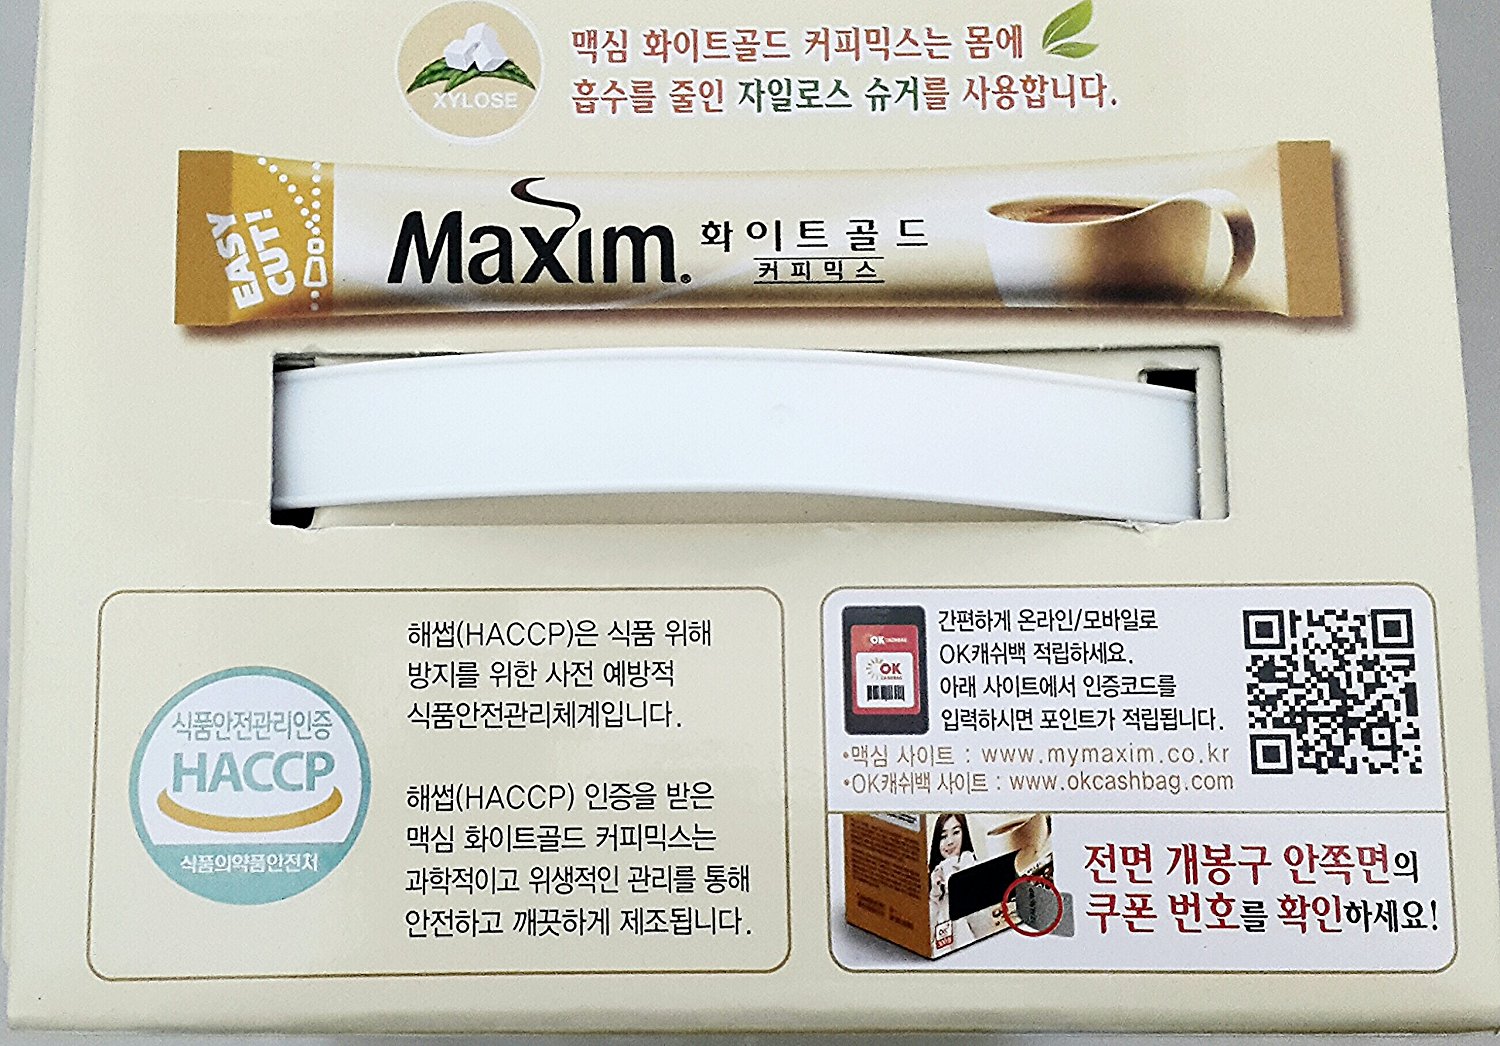 XYLOSE
맥심 화이트골드 커피믹스는 몸에
흡수를 줄인 자일로스 슈거를 사용합니다.
EASY
CUT!
Maxim 화이트골드
커피믹스
식품안전관리인증
HACCP
식품의약품안전처
해썹(HACCP)은 식품 위해
방지를 위한 사전 예방적
식품안전관리체계입니다.
해썹(HACCP) 인증을 받은
맥심 화이트골드 커피믹스는
과학적이고 위생적인 관리를 통해
안전하고 깨끗하게 제조됩니다.
OK CASHBAG
OK
CASHBAG
간편하게 온라인/모바일로
OK캐쉬백 적립하세요.
아래 사이트에서 인증코드를
입력하시면 포인트가 적립됩니다.
•맥심 사이트 : www.mymaxim.co.kr
•OK캐쉬백 사이트 : www.okcashbag.com
전면 개봉구 안쪽면의
쿠폰 번호를 확인하세요!